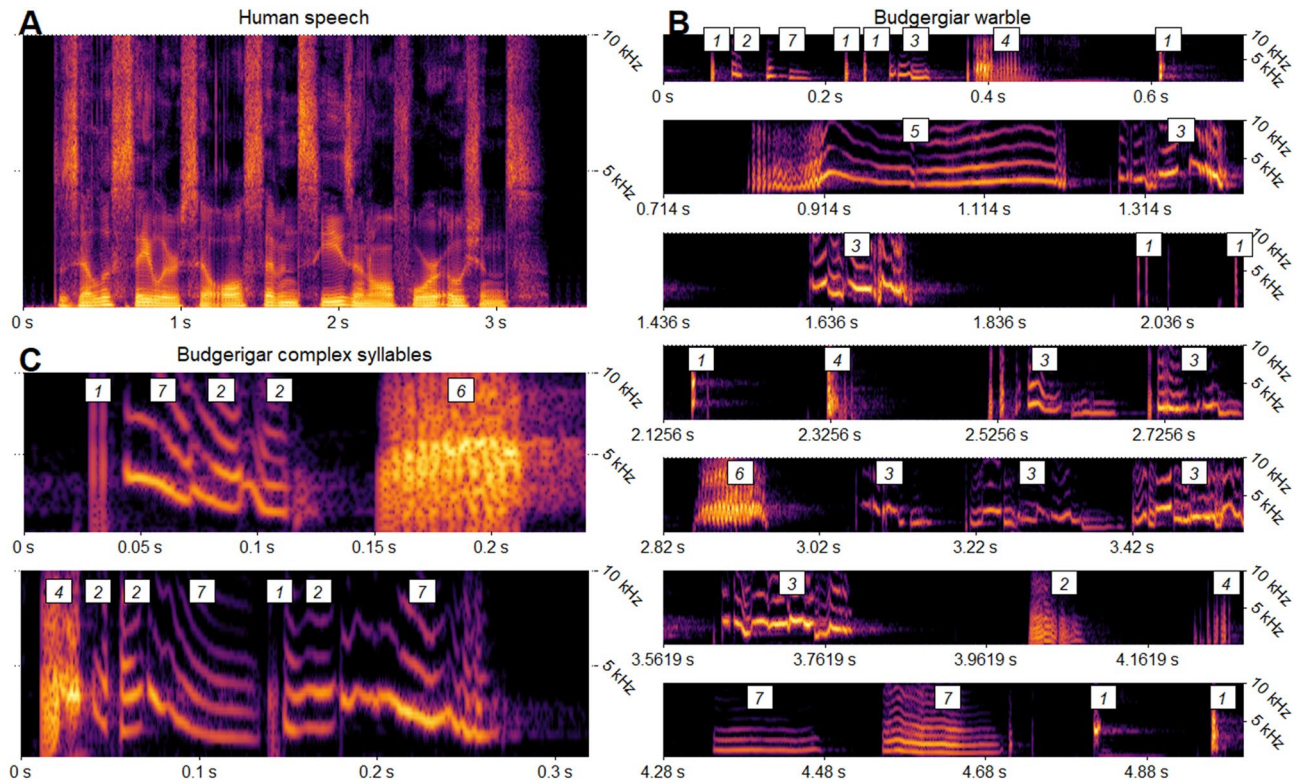 A
Human speech
10 kHz
5 kHz
0 s 1 s 2 s 3 s
B
Budgergiar warble
1 2 7 1 1 3 4 1
10 kHz
5 kHz
0 s 0.2 s 0.4 s 0.6 s
5 3
10 kHz
5 kHz
0.714 s 0.914 s 1.114 s 1.314 s
3 1 1
10 kHz
5 kHz
1.436 s 1.636 s 1.836 s 2.036 s
1 4 3 3
10 kHz
5 kHz
2.1256 s 2.3256 s 2.5256 s 2.7256 s
6 3 3 3
10 kHz
5 kHz
2.82 s 3.02 s 3.22 s 3.42 s
3 2 4
10 kHz
5 kHz
3.5619 s 3.7619 s 3.9619 s 4.1619 s
7 7 1 1
10 kHz
5 kHz
4.28 s 4.48 s 4.68 s 4.88 s
C
Budgerigar complex syllables
1 7 2 2 6
10 kHz
5 kHz
0 s 0.05 s 0.1 s 0.15 s 0.2 s
4 2 2 7 1 2 7
10 kHz
5 kHz
0 s 0.1 s 0.2 s 0.3 s